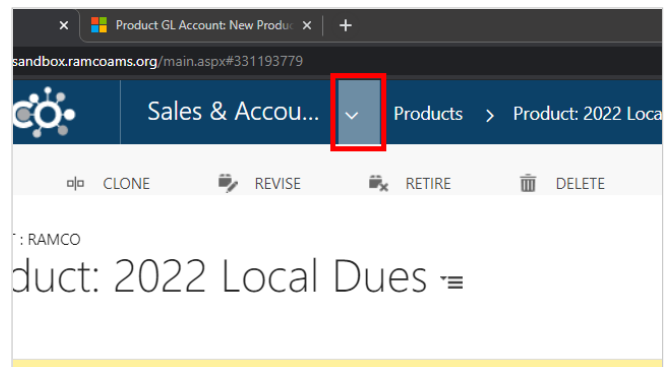 Product GL Account: New Produc
sandbox.ramcoams.org/main.aspx#331193779
Sales & Accou... Products > Product: 2022 Loca
CLONE REVISE RETIRE DELETE
: RAMCO
duct: 2022 Local Dues